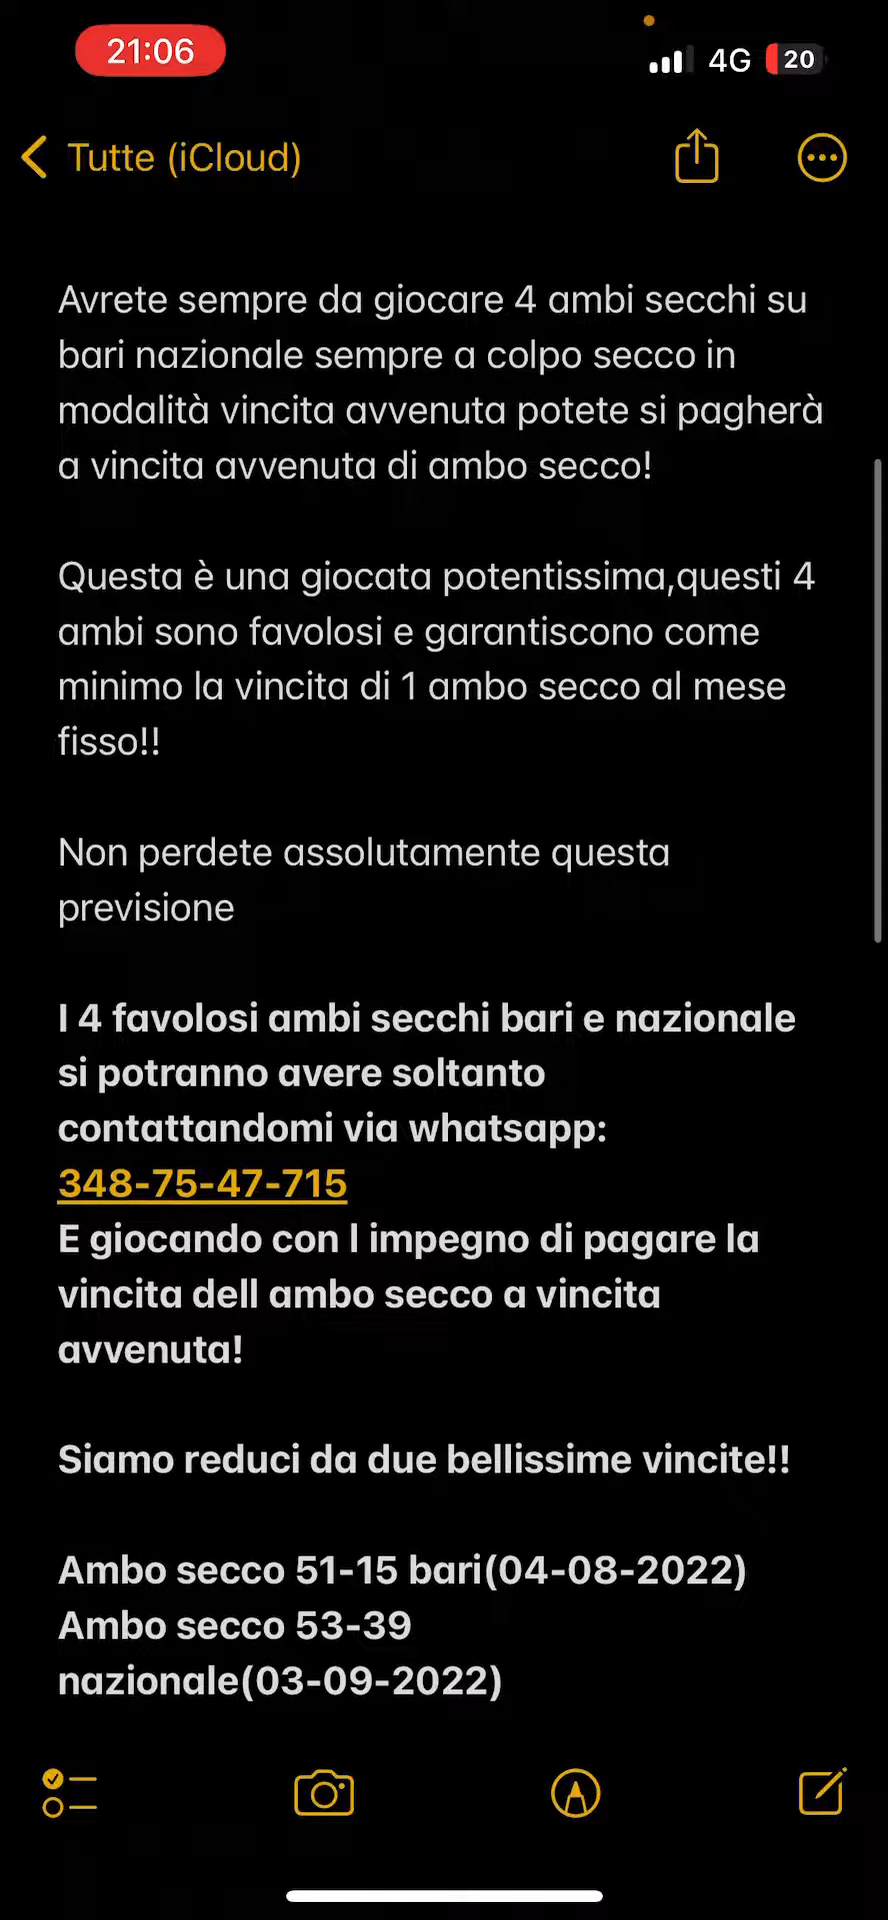 21:06
4G
20
Tutte (iCloud)
Avrete sempre da giocare 4 ambi secchi su
bari nazionale sempre a colpo secco in
modalità vincita avvenuta potete si pagherà
a vincita avvenuta di ambo secco!
Questa è una giocata potentissima,questi 4
ambi sono favolosi e garantiscono come
minimo la vincita di 1 ambo secco al mese
fisso!!
Non perdete assolutamente questa
previsione
I 4 favolosi ambi secchi bari e nazionale
si potranno avere soltanto
contattandomi via whatsapp:
348-75-47-715
E giocando con l impegno di pagare la
vincita dell ambo secco a vincita
avvenuta!
Siamo reduci da due bellissime vincite!!
Ambo secco 51-15 bari(04-08-2022)
Ambo secco 53-39
nazionale(03-09-2022)